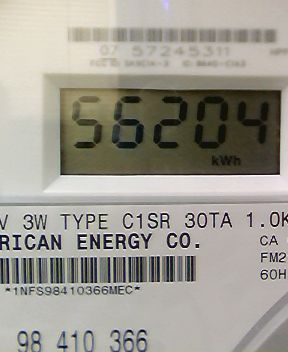 07 57245311
56204
kWh
V 3W TYPE C1SR 30TA 1.0K
RICAN ENERGY CO.
CA
FM2
60H
*1NFS98410366MEC*
98 410 366